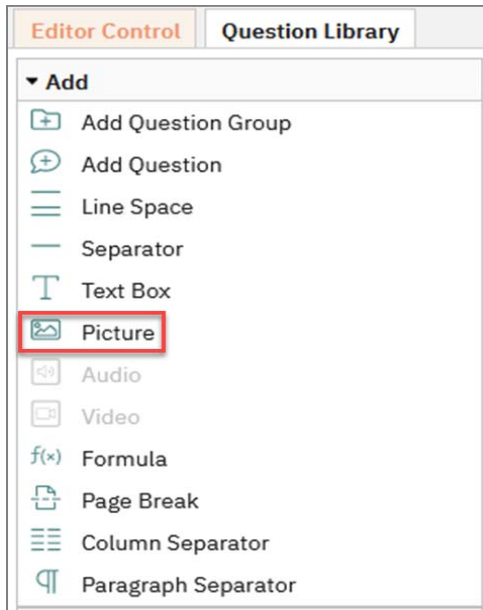 Editor Control Question Library
Add
Add Question Group
Add Question
Line Space
Separator
T Text Box
Picture
Audio
Video
f(x) Formula
Page Break
Column Separator
¶ Paragraph Separator